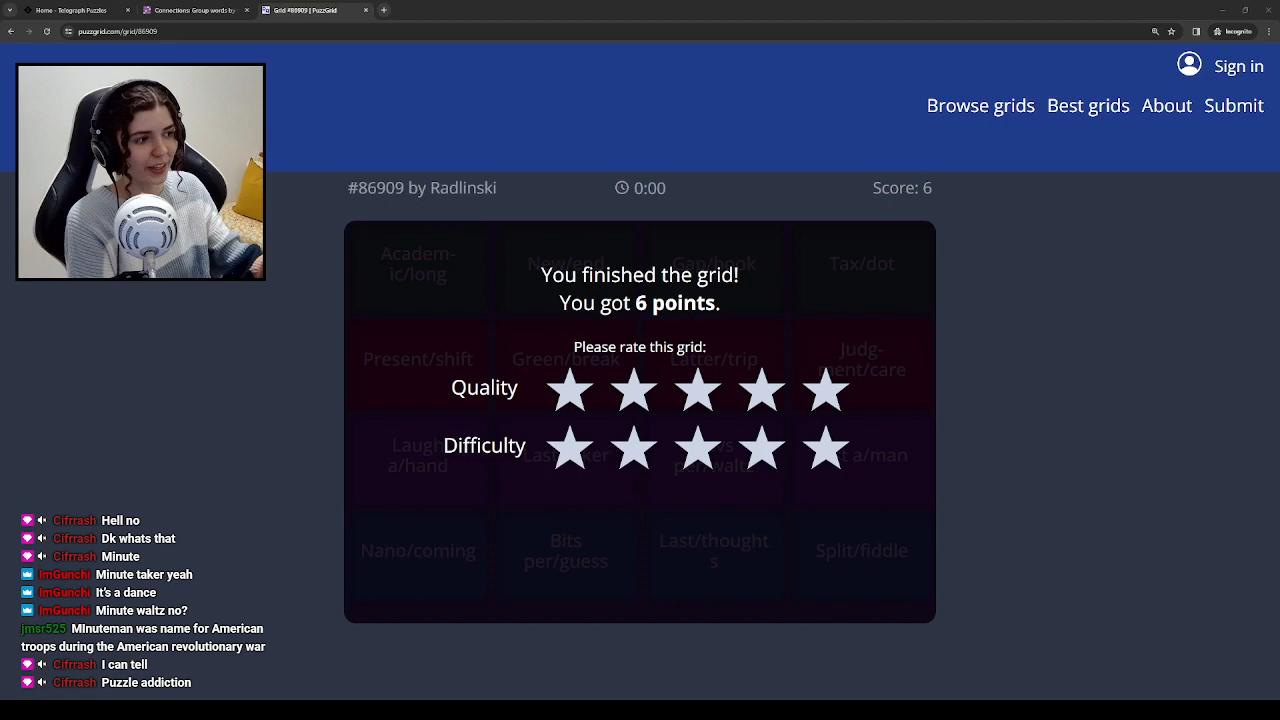 Home - Telegraph Puzzles
Connections: Group words by
Grid #86909 | PuzzGrid
puzzgrid.com/grid/86909
Incognito
Sign in
Browse grids Best grids About Submit
#86909 by Radlinski
0:00
Score: 6
Academ-
ic/long
New/end
Gap/book
Tax/dot
You finished the grid!
You got 6 points.
Please rate this grid:
Present/shift
Green/break
Latter/trip
Judg-
ment/care
Quality
Difficulty
Laugh
a/hand
per/waltz
a/man
Nano/coming
Bits
per/guess
Last/thought
s
Split/fiddle
Cifrrash Hell no
Cifrrash Dk whats that
Cifrrash Minute
ImGunchi Minute taker yeah
ImGunchi It's a dance
ImGunchi Minute waltz no?
jmsr525 MInuteman was name for American
troops during the American revolutionary war
Cifrrash I can tell
Cifrrash Puzzle addiction